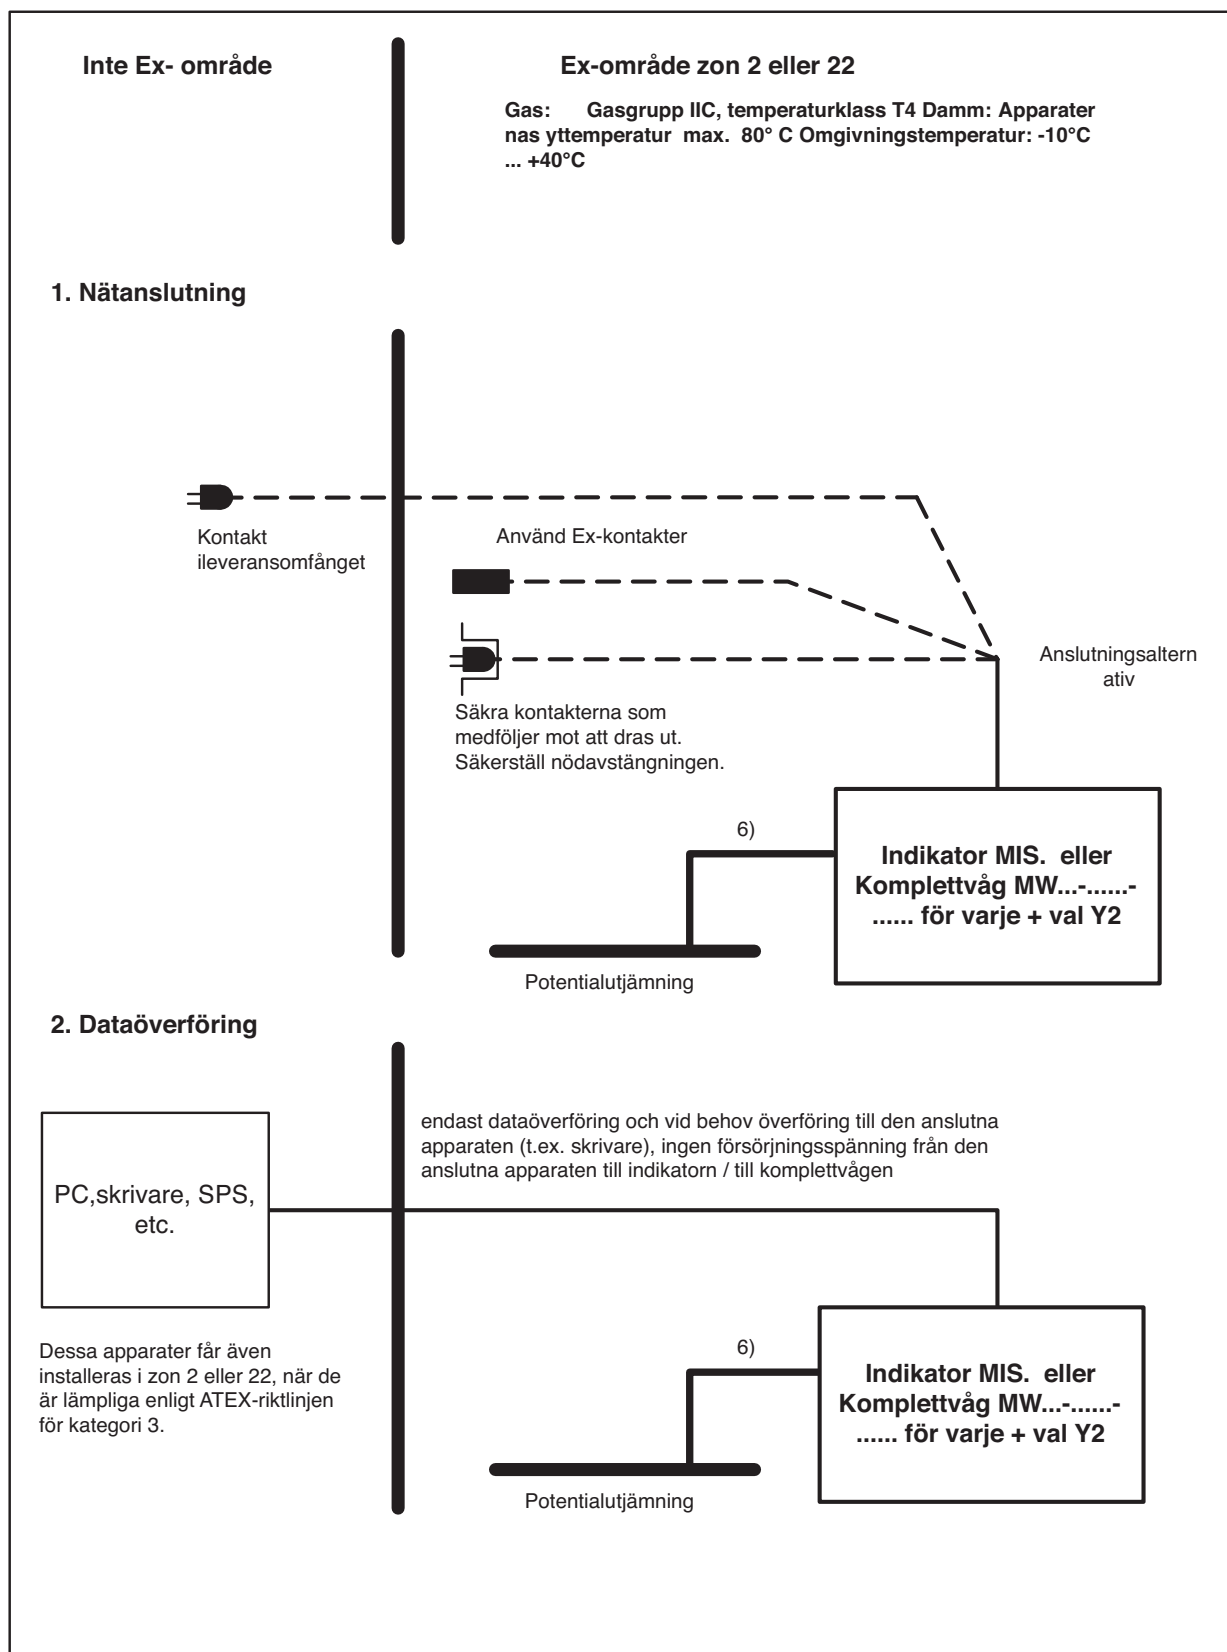 Inte Ex- område
Ex-område zon 2 eller 22
Gas: Gasgrupp IIC, temperaturklass T4 Damm: Apparater
nas yttemperatur max. 80° C Omgivningstemperatur: -10°C
... +40°C
1. Nätanslutning
Kontakt
ileveransomfånget
Använd Ex-kontakter
Anslutningsaltern
ativ
Säkra kontakterna som
medföljer mot att dras ut.
Säkerställ nödavstängningen.
6)
Indikator MIS. eller
Komplettvåg MW...-......-
...... för varje + val Y2
Potentialutjämning
2. Dataöverföring
endast dataöverföring och vid behov överföring till den anslutna
apparaten (t.ex. skrivare), ingen försörjningsspänning från den
anslutna apparaten till indikatorn / till komplettvågen
PC,skrivare, SPS,
etc.
Dessa apparater får även
installeras i zon 2 eller 22, när de
är lämpliga enligt ATEX-riktlinjen
för kategori 3.
6)
Indikator MIS. eller
Komplettvåg MW...-......-
...... för varje + val Y2
Potentialutjämning